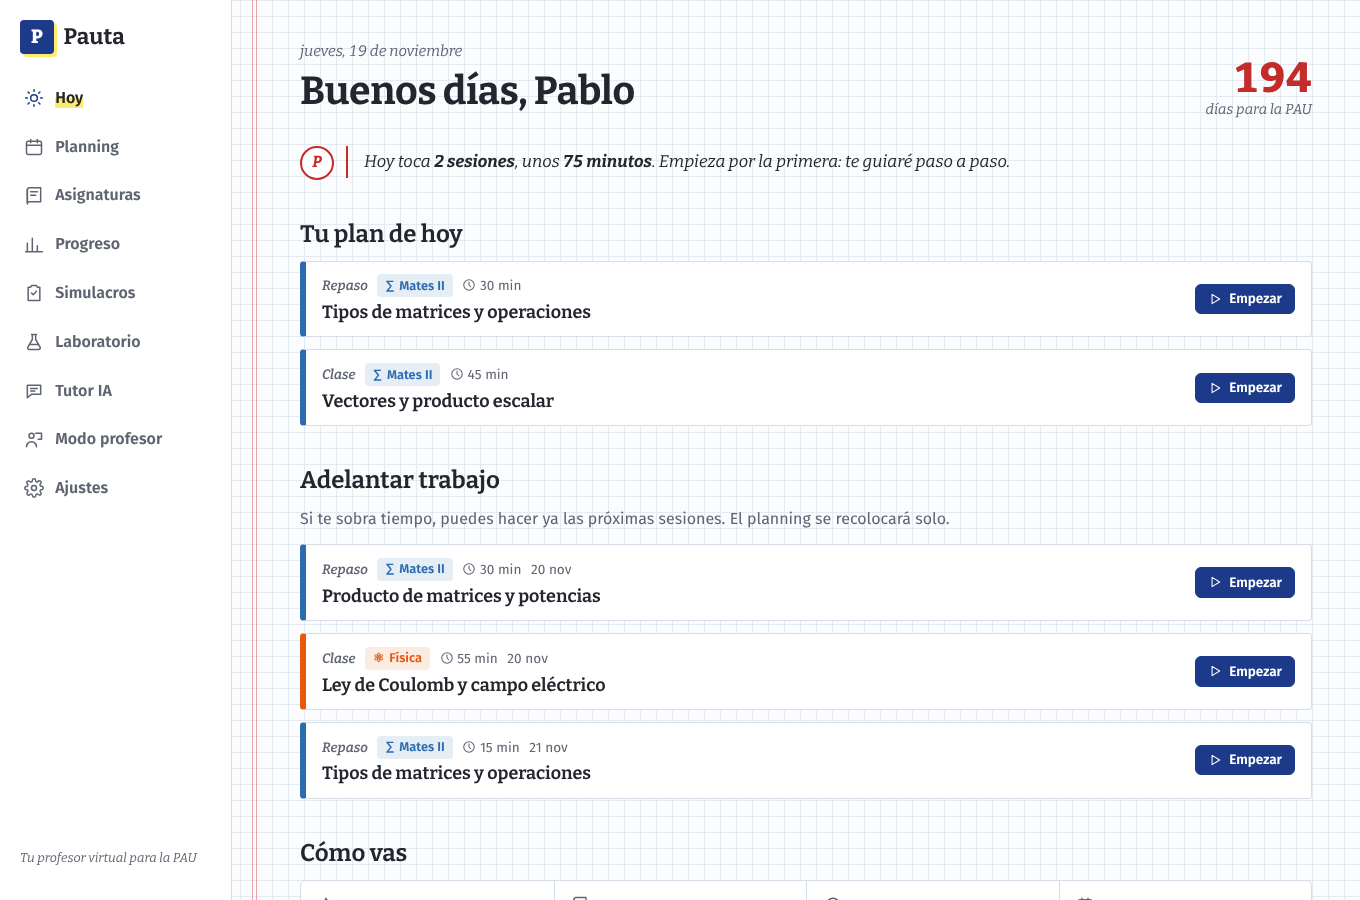 P Pauta
Hoy
Planning
Asignaturas
Progreso
Simulacros
Laboratorio
Tutor IA
Modo profesor
Ajustes
Tu profesor virtual para la PAU
jueves, 19 de noviembre
Buenos días, Pablo
194
días para la PAU
P Hoy toca 2 sesiones, unos 75 minutos. Empieza por la primera: te guiaré paso a paso.
Tu plan de hoy
Repaso Σ Mates II 30 min
Tipos de matrices y operaciones
Empezar
Clase Σ Mates II 45 min
Vectores y producto escalar
Empezar
Adelantar trabajo
Si te sobra tiempo, puedes hacer ya las próximas sesiones. El planning se recolocará solo.
Repaso Σ Mates II 30 min 20 nov
Producto de matrices y potencias
Empezar
Clase Física 55 min 20 nov
Ley de Coulomb y campo eléctrico
Empezar
Repaso Σ Mates II 15 min 21 nov
Tipos de matrices y operaciones
Empezar
Cómo vas